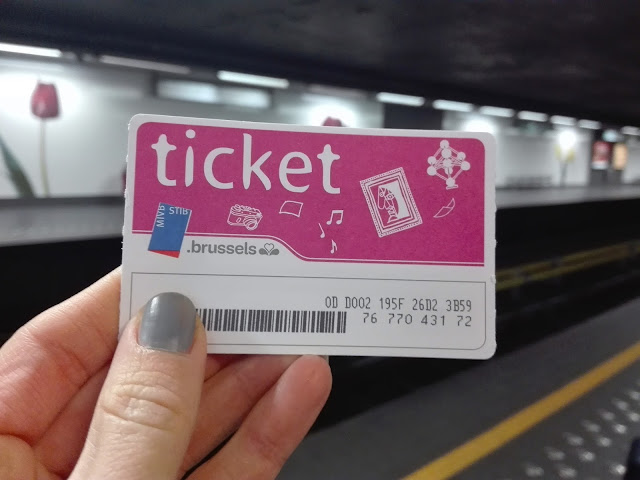 ticket
MIVB STIB
.brussels
0D D002 195F 26D2 3B59
76 770 431 72